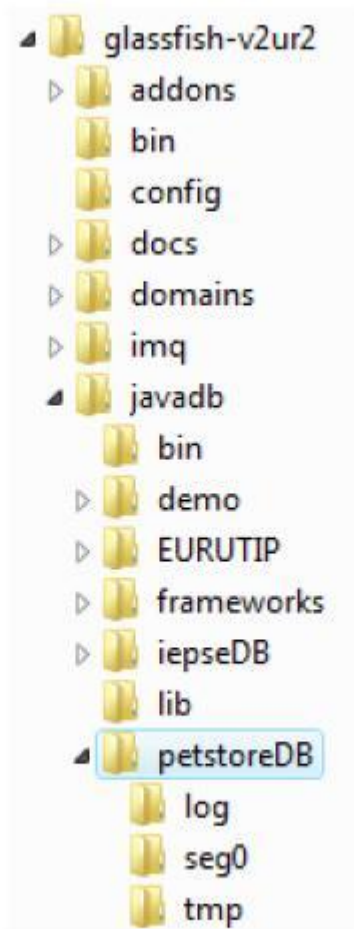 glassfish-v2ur2
addons
bin
config
docs
domains
imq
javadb
bin
demo
EURUTIP
frameworks
iepseDB
lib
petstoreDB
log
seg0
tmp